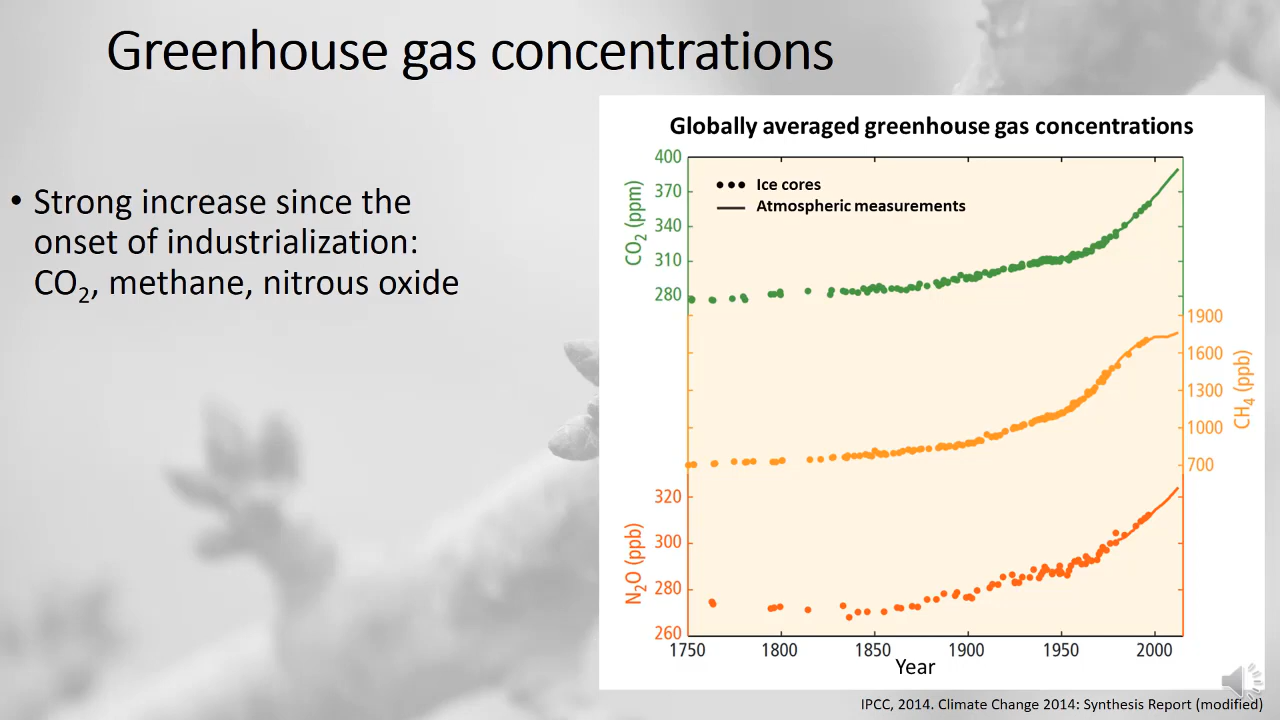 Greenhouse gas concentrations
• Strong increase since the
onset of industrialization:
CO₂, methane, nitrous oxide
Globally averaged greenhouse gas concentrations
Ice cores
Atmospheric measurements
CO₂ (ppm)
400
370
340
310
280
CH₄ (ppb)
1900
1600
1300
1000
700
N₂O (ppb)
320
300
280
260
1750 1800 1850 1900 1950 2000
Year
IPCC, 2014. Climate Change 2014: Synthesis Report (modified)